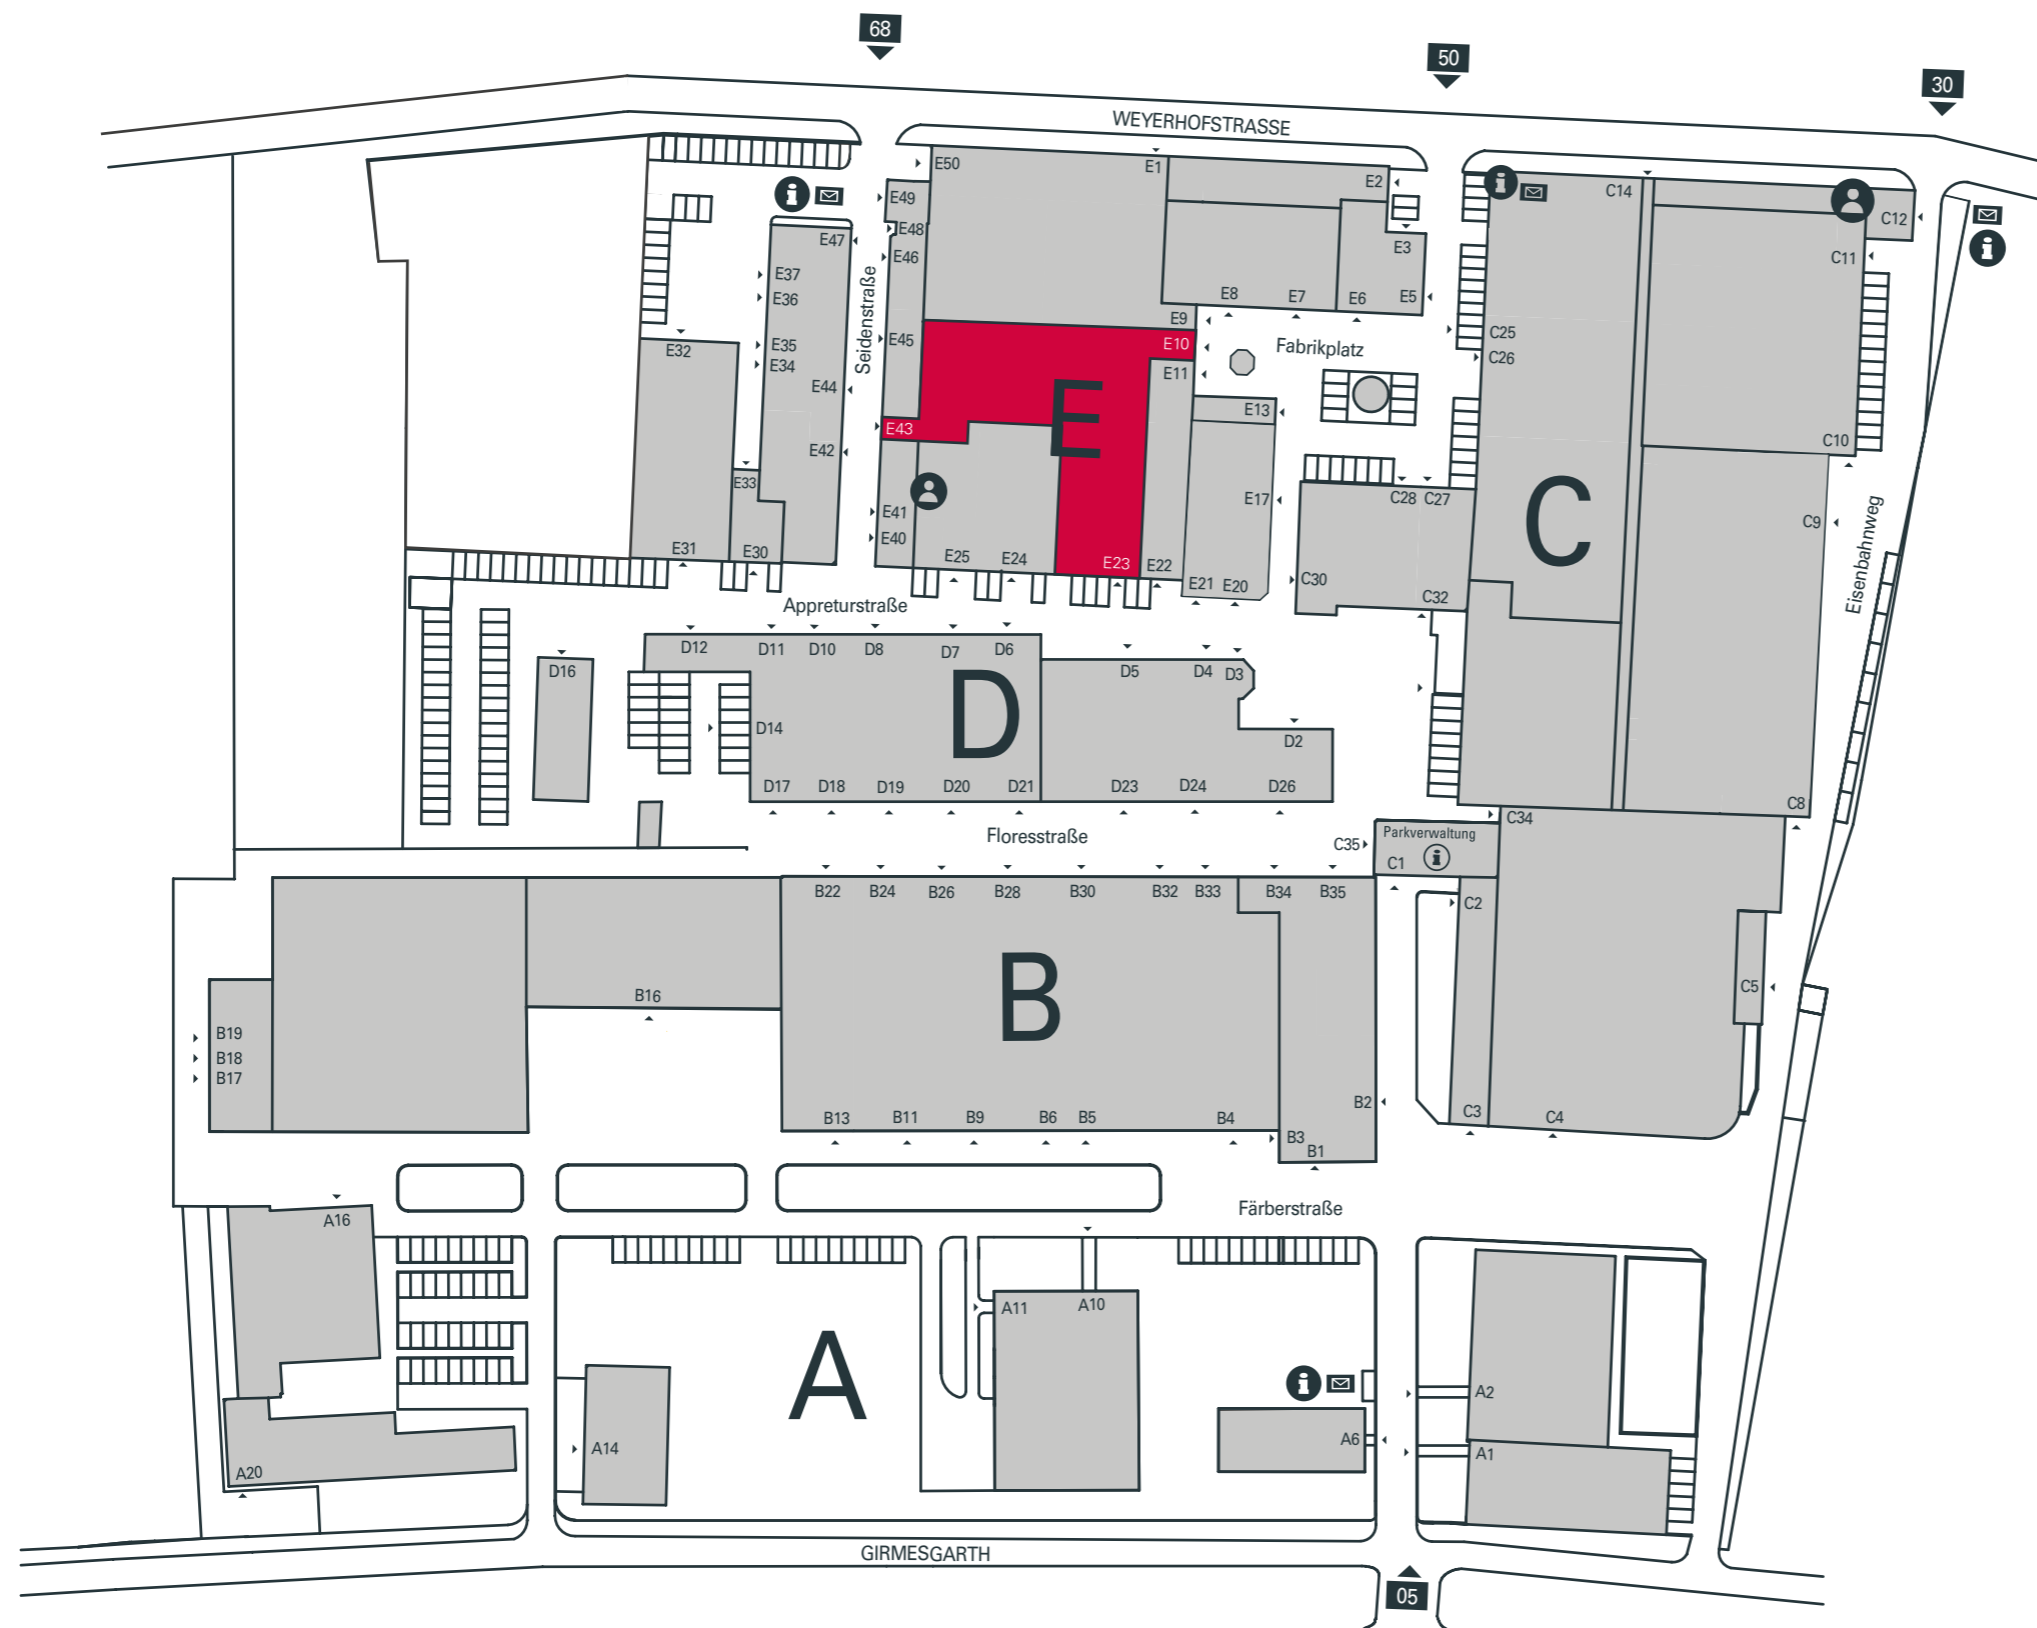 68
50
30
WEYERHOFSTRASSE
E50
E1
E2
E49
E48
E47
E46
E3
E37
E36
E8
E7
E6
E5
E9
E45
E10
E35
E34
E32
E11
E44
E13
E43
E42
E33
E17
E41
E40
E31
E30
E25
E24
E23
E22
E21
E20
E
Seidenstraße
Fabrikplatz
C14
C12
C11
C25
C26
C10
C28
C27
C9
C30
C32
C
Eisenbahnweg
Appreturstraße
D12
D11
D10
D8
D7
D6
D5
D4
D3
D16
D14
D2
D
D17
D18
D19
D20
D21
D23
D24
D26
C8
C34
Floresstraße
C35
Parkverwaltung
C1
B22
B24
B26
B28
B30
B32
B33
B34
B35
C2
B
B16
C5
B19
B18
B17
B13
B11
B9
B6
B5
B4
B3
B1
B2
C3
C4
Färberstraße
A16
A11
A10
A
A2
A14
A6
A1
A20
GIRMESGARTH
05